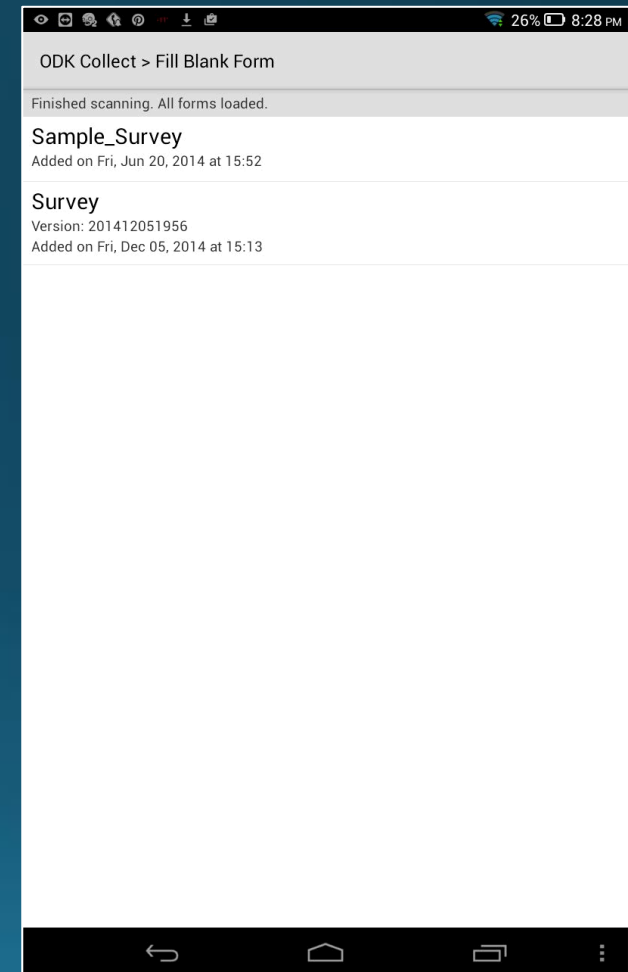 26% 8:28 PM
ODK Collect > Fill Blank Form
Finished scanning. All forms loaded.
Sample_Survey
Added on Fri, Jun 20, 2014 at 15:52
Survey
Version: 201412051956
Added on Fri, Dec 05, 2014 at 15:13